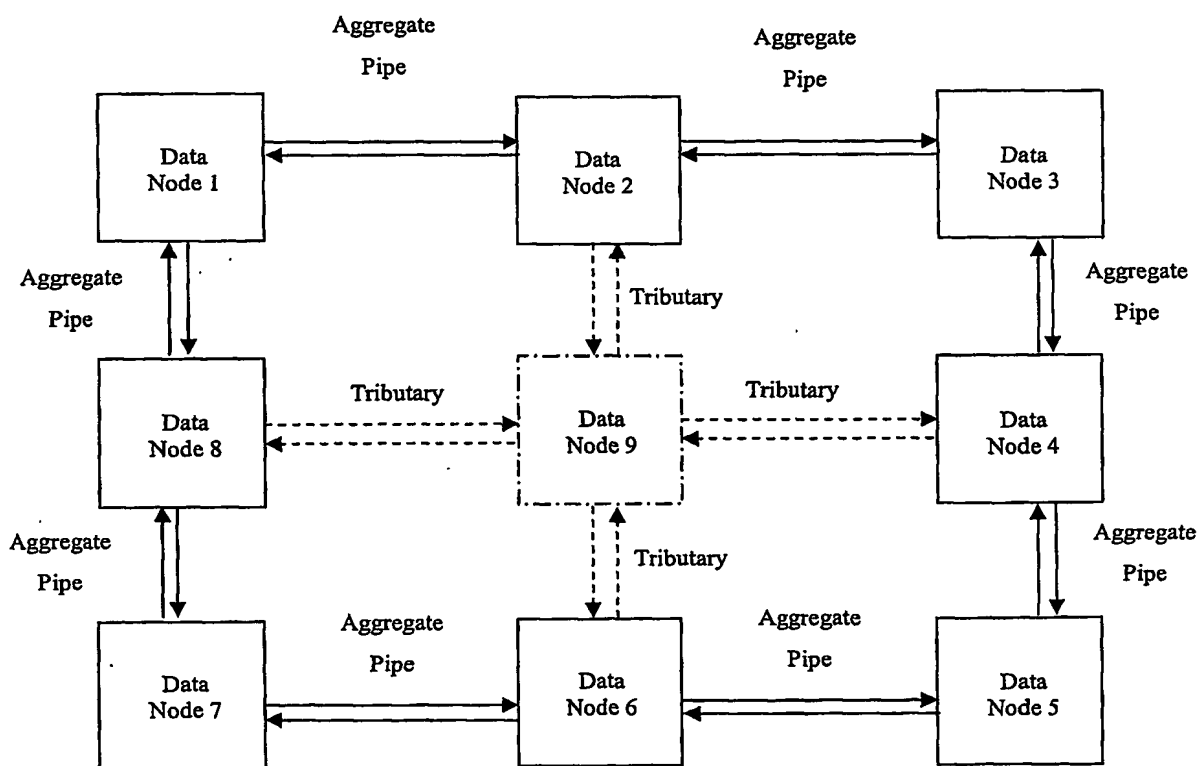 Aggregate
Pipe
Aggregate
Pipe
Data
Node 1
Data
Node 2
Data
Node 3
Aggregate
Pipe
Tributary
Aggregate
Pipe
Data
Node 8
Tributary
Data
Node 9
Tributary
Data
Node 4
Aggregate
Pipe
Tributary
Aggregate
Pipe
Data
Node 7
Aggregate
Pipe
Data
Node 6
Aggregate
Pipe
Data
Node 5